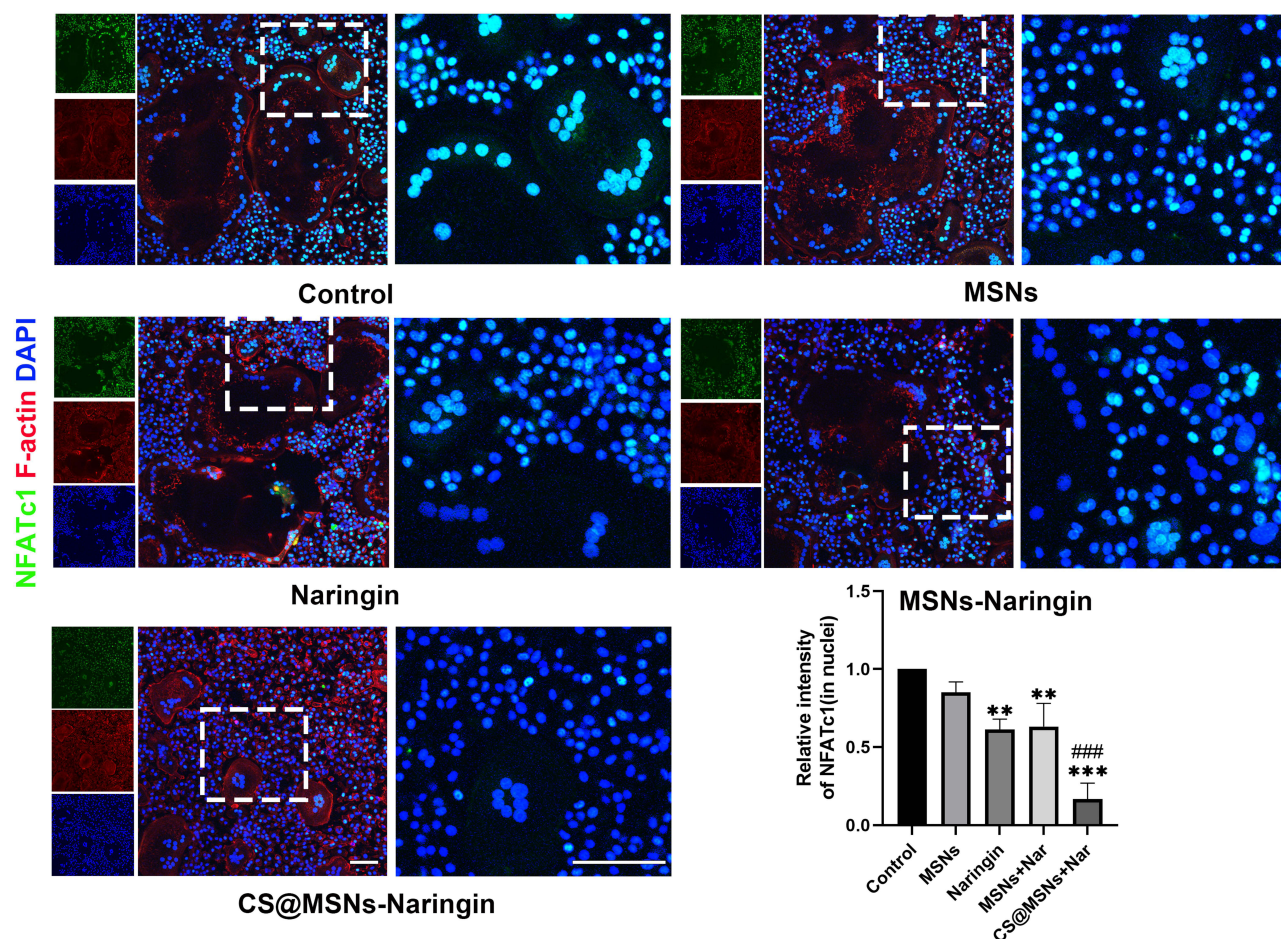 NFATc1 F-actin DAPI
Control
MSNs
Naringin
MSNs-Naringin
CS@MSNs-Naringin
Relative intensity
of NFATc1(in nuclei)
1.5
1.0
0.5
0.0
**
**
###
***
Control
MSNs
Naringin
MSNs+Nar
CS@MSNs+Nar